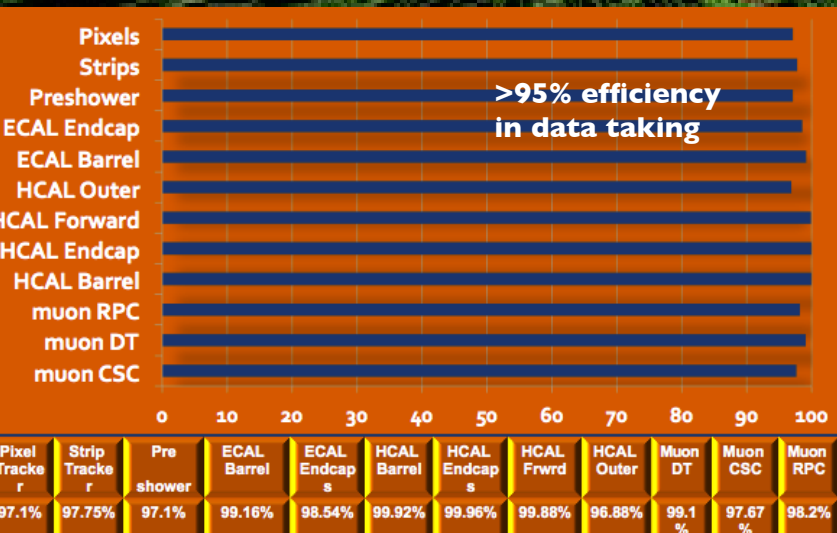 Pixels
Strips
Preshower
>95% efficiency
in data taking
ECAL Endcap
ECAL Barrel
HCAL Outer
HCAL Forward
HCAL Endcap
HCAL Barrel
muon RPC
muon DT
muon CSC
0 10 20 30 40 50 60 70 80 90 100
Pixel Tracke r
Strip Tracke r
Pre shower
ECAL Barrel
ECAL Endcap s
HCAL Barrel
HCAL Endcap s
HCAL Frwrd
HCAL Outer
Muon DT
Muon CSC
Muon RPC
97.1% 97.75% 97.1% 99.16% 98.54% 99.92% 99.96% 99.88% 96.88% 99.1 % 97.67 % 98.2%